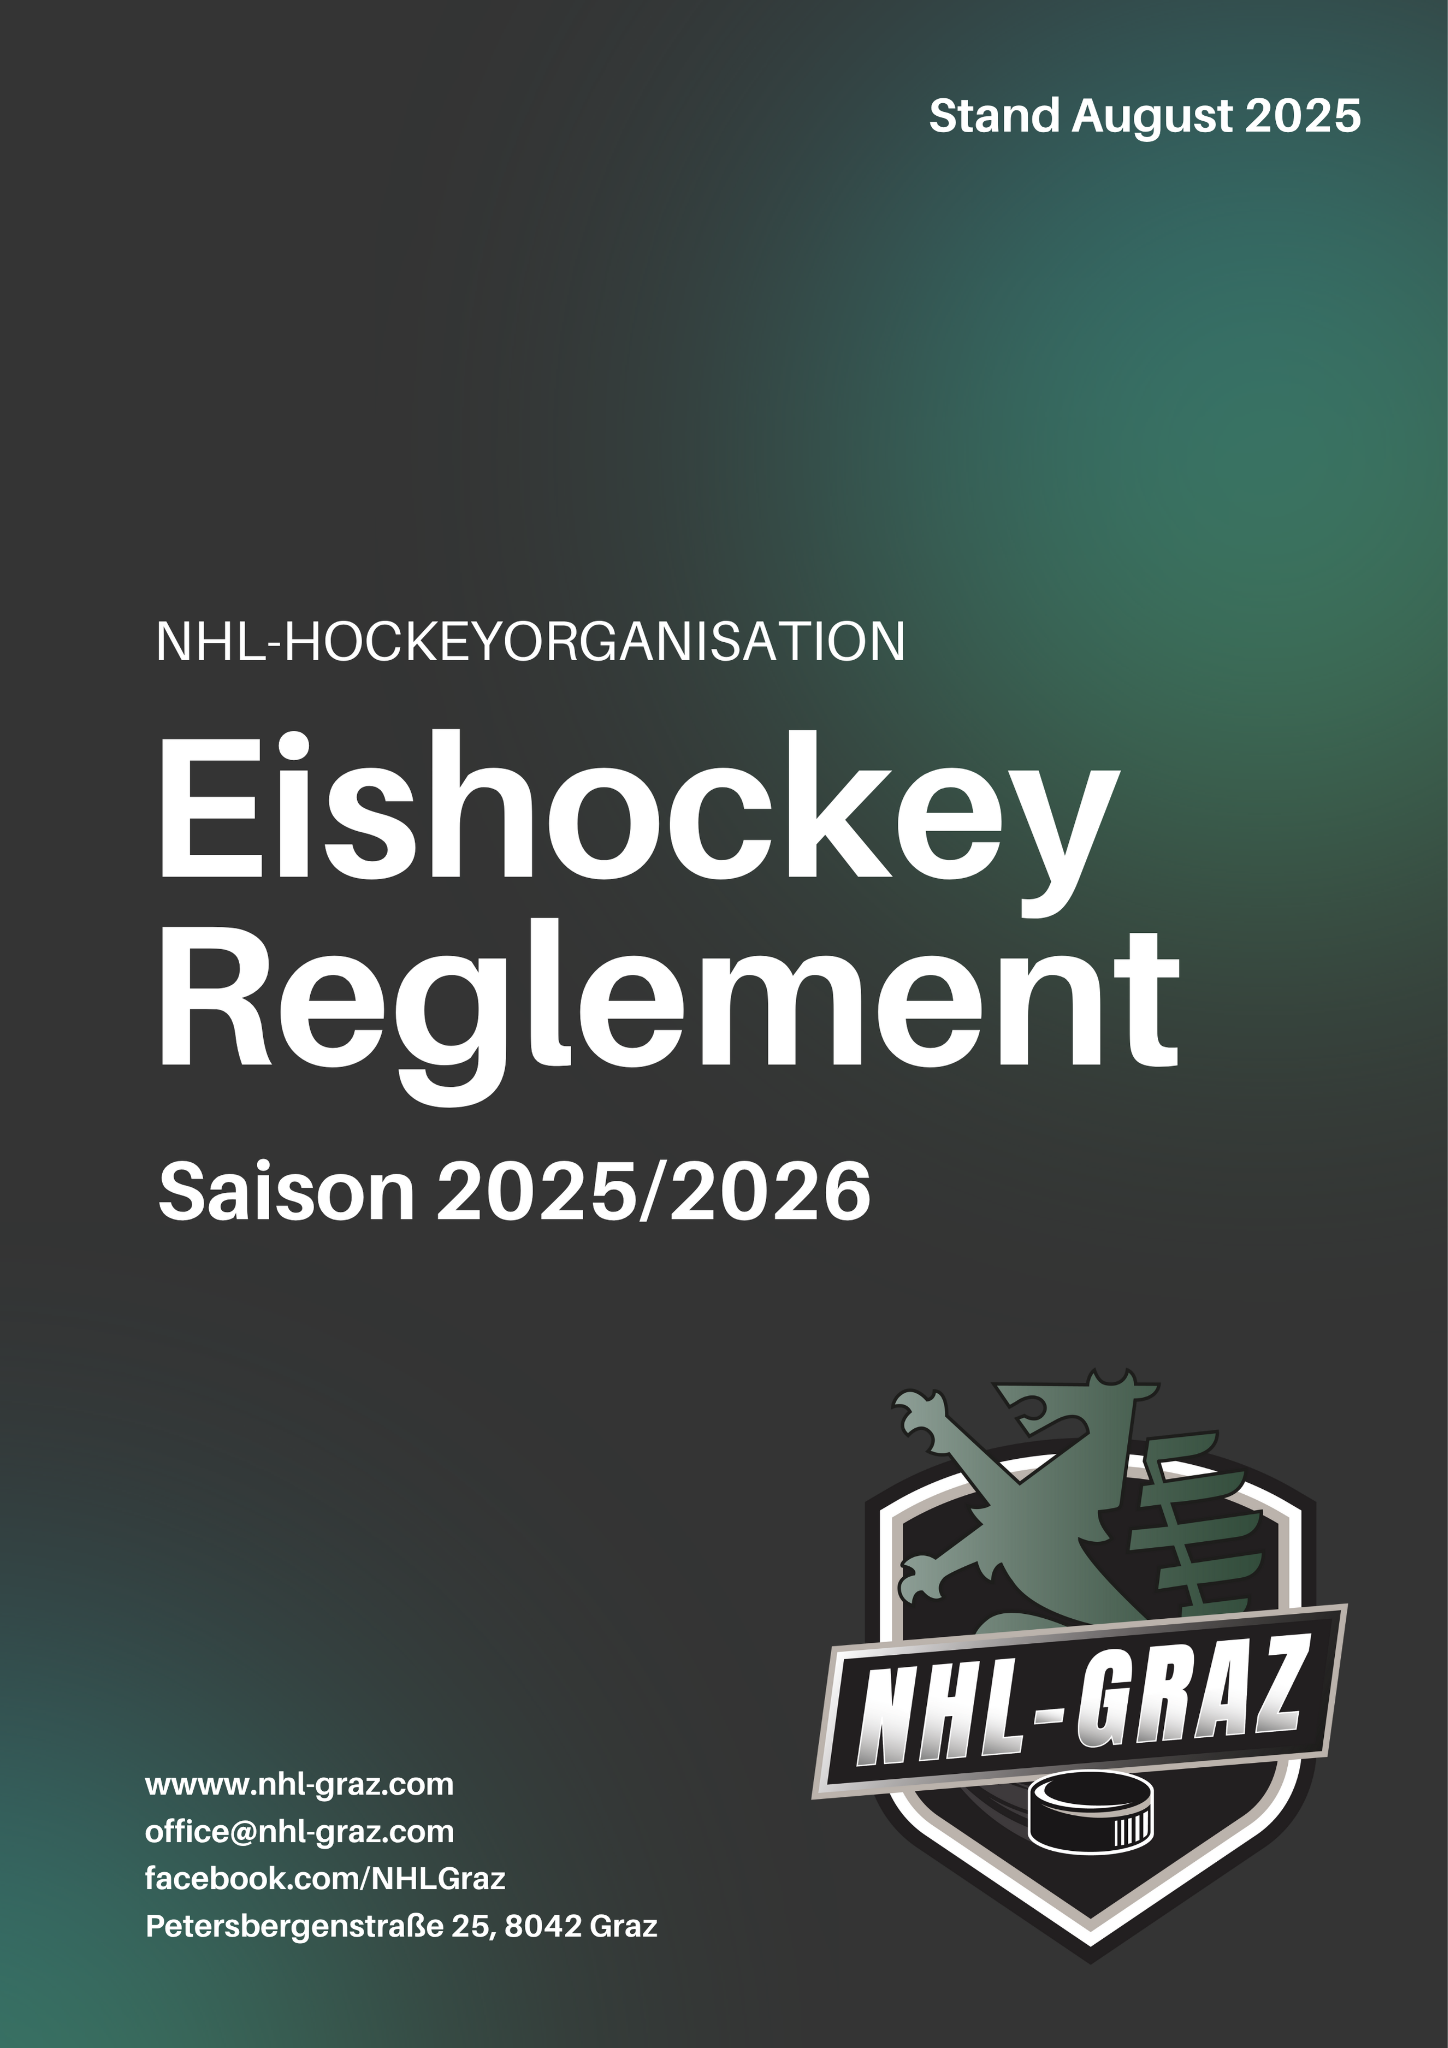 Stand August 2025
NHL-HOCKEYORGANISATION
Eishockey
Reglement
Saison 2025/2026
NHL-GRAZ
wwww.nhl-graz.com
office@nhl-graz.com
facebook.com/NHLGraz
Petersbergenstraße 25, 8042 Graz